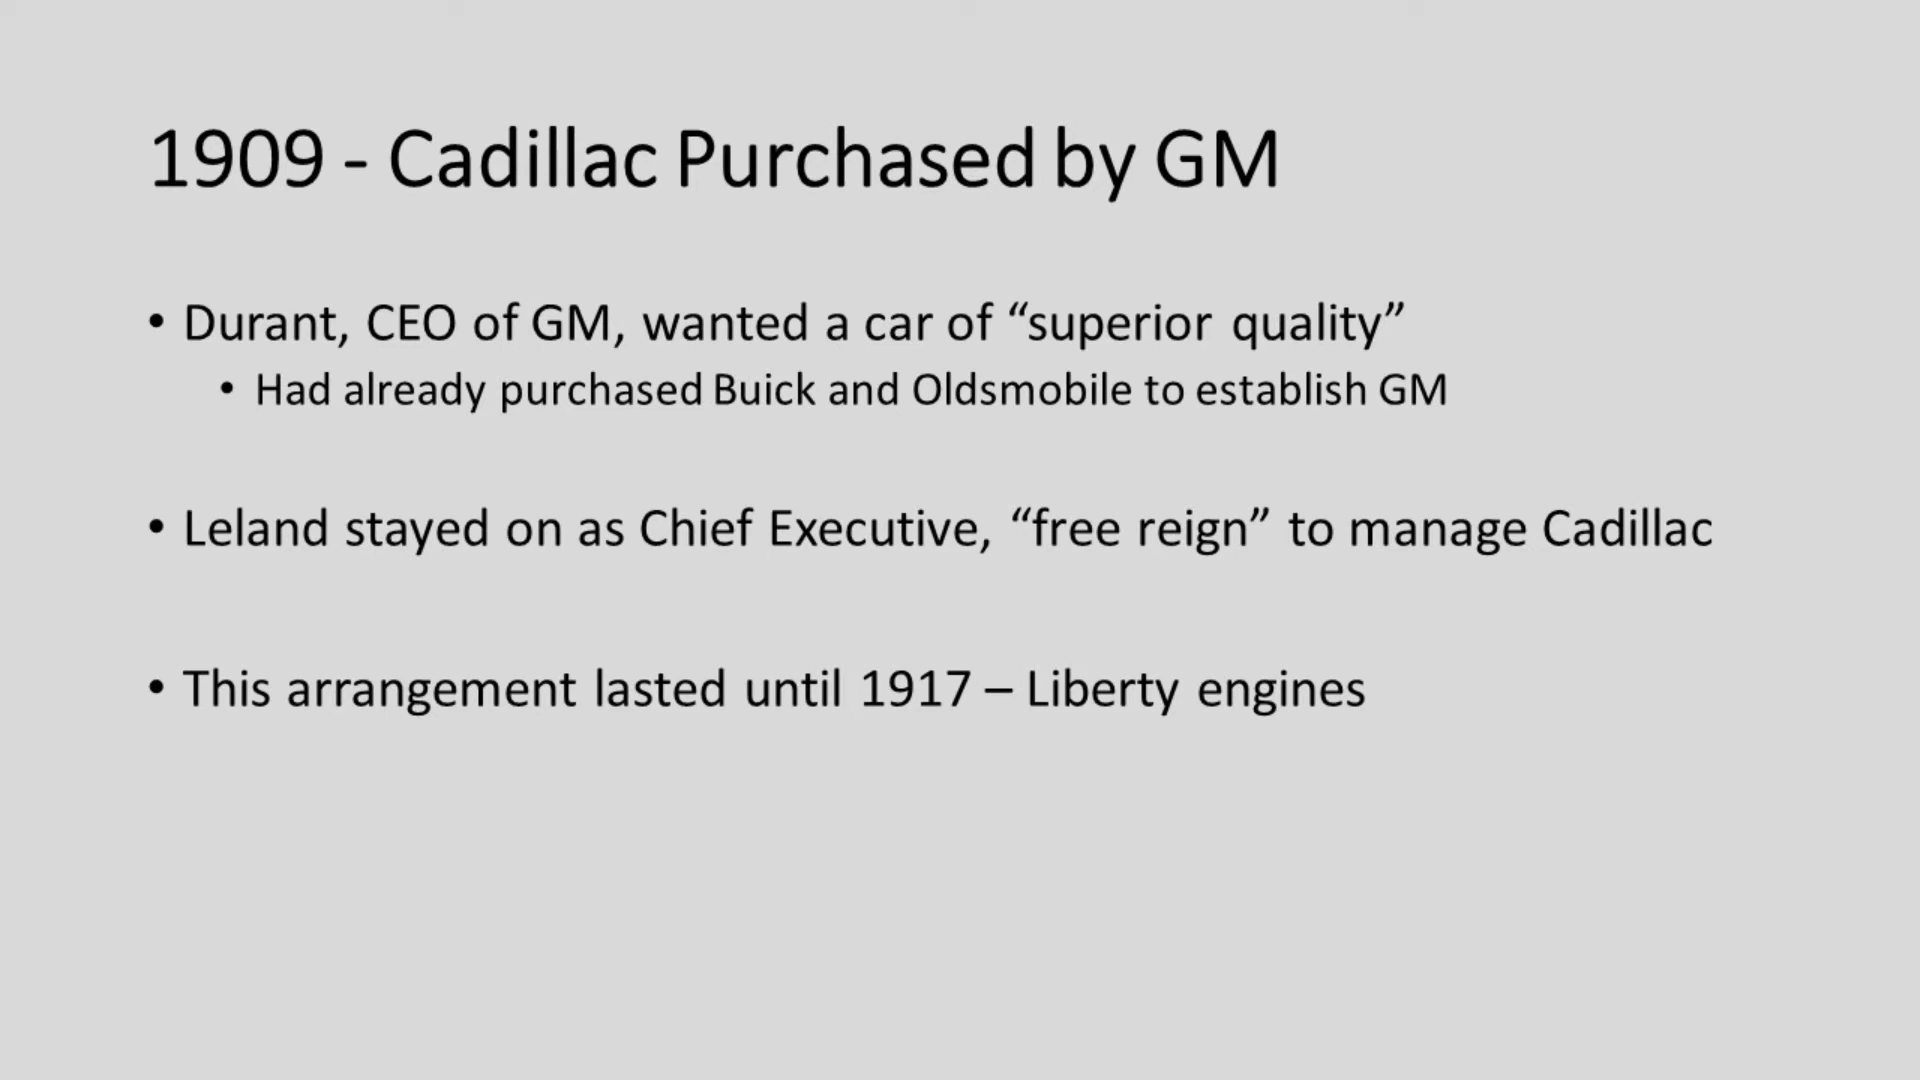 1909 - Cadillac Purchased by GM
• Durant, CEO of GM, wanted a car of “superior quality”
• Had already purchased Buick and Oldsmobile to establish GM
• Leland stayed on as Chief Executive, “free reign” to manage Cadillac
• This arrangement lasted until 1917 – Liberty engines